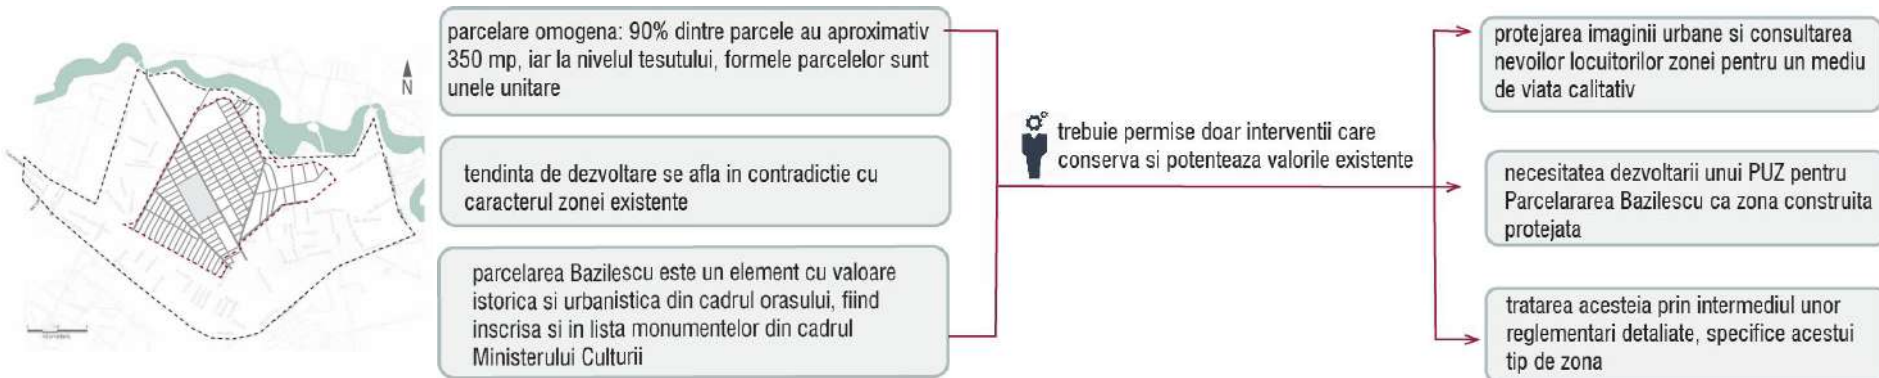 N
parcelare omogena: 90% dintre parcele au aproximativ
350 mp, iar la nivelul tesutului, formele parcelelor sunt
unele unitare
tendinta de dezvoltare se afla in contradictie cu
caracterul zonei existente
parcelarea Bazilescu este un element cu valoare
istorica si urbanistica din cadrul orasului, fiind
inscrisa si in lista monumentelor din cadrul
Ministerului Culturii
trebuie permise doar interventii care
conserva si potenteaza valorile existente
protejarea imaginii urbane si consultarea
nevoilor locuitorilor zonei pentru un mediu
de viata calitativ
necesitatea dezvoltarii unui PUZ pentru
Parcelararea Bazilescu ca zona construita
protejata
tratarea acesteia prin intermediul unor
reglementari detaliate, specifice acestui
tip de zona